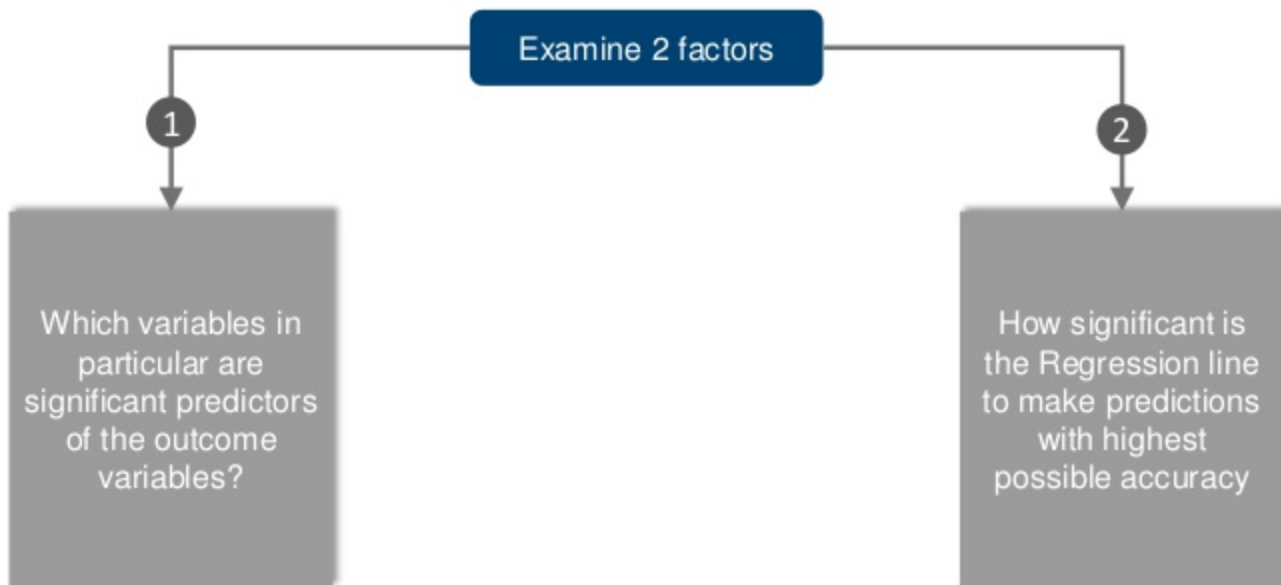 Examine 2 factors
1
2
Which variables in
particular are
significant predictors
of the outcome
variables?
How significant is
the Regression line
to make predictions
with highest
possible accuracy